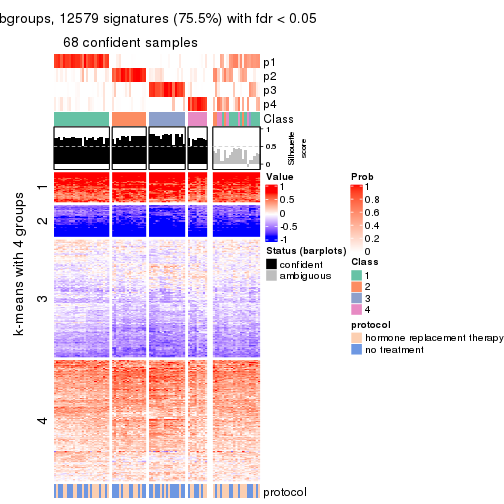 bgroups, 12579 signatures (75.5%) with fdr < 0.05
68 confident samples
p1
p2
p3
p4
Class
1
0.5
0
Silhouette
score
k-means with 4 groups
1
2
3
4
Value
1
0.5
0
-0.5
-1
Status (barplots)
confident
ambiguous
Prob
1
0.8
0.6
0.4
0.2
0
Class
1
2
3
4
protocol
hormone replacement therapy
no treatment
protocol